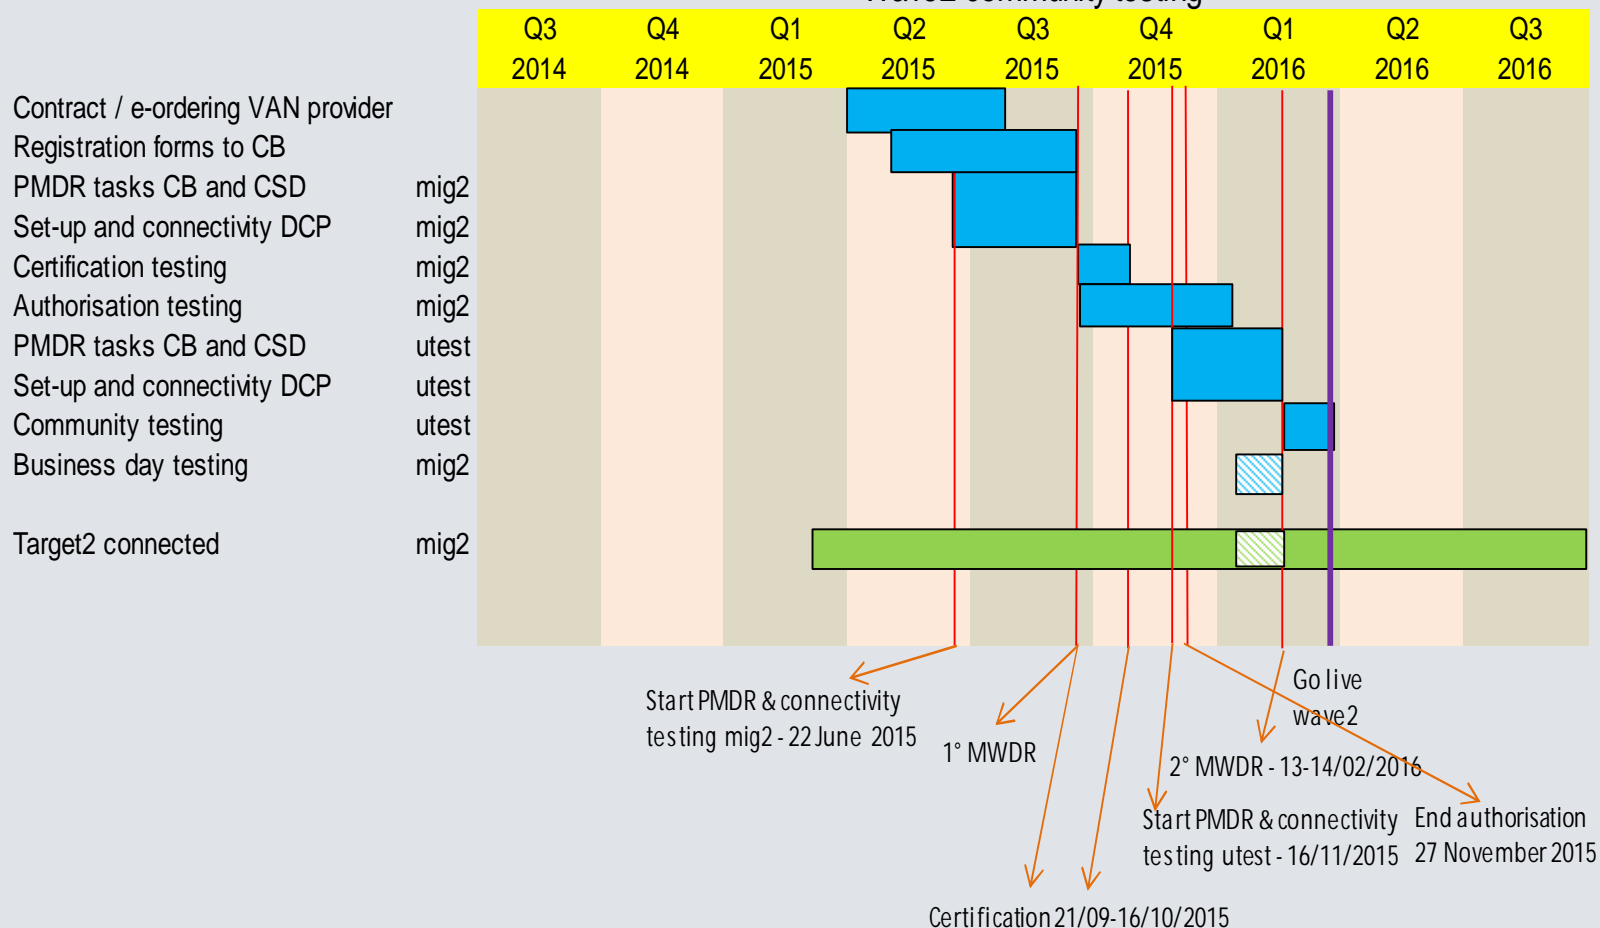 Wave2 community testing
Q3 Q4 Q1 Q2 Q3 Q4 Q1 Q2 Q3
2014 2014 2015 2015 2015 2015 2016 2016 2016
Contract / e-ordering VAN provider
Registration forms to CB
PMDR tasks CB and CSD mig2
Set-up and connectivity DCP mig2
Certification testing mig2
Authorisation testing mig2
PMDR tasks CB and CSD utest
Set-up and connectivity DCP utest
Community testing utest
Business day testing mig2
Target2 connected mig2
Start PMDR & connectivity
testing mig2 - 22 June 2015
1° MWDR
Go live
wave2
2° MWDR - 13-14/02/2016
Start PMDR & connectivity
testing utest - 16/11/2015
End authorisation
27 November 2015
Certification 21/09-16/10/2015